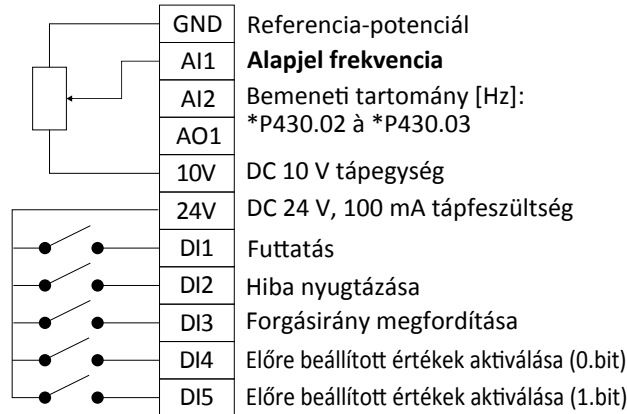 GND Referencia-potenciál
AI1 Alapjel frekvencia
AI2 Bemeneti tartomány [Hz]:
*P430.02 à *P430.03
AO1
10V DC 10 V tápegység
24V DC 24 V, 100 mA tápfeszültség
DI1 Futtatás
DI2 Hiba nyugtázása
DI3 Forgásirány megfordítása
DI4 Előre beállított értékek aktiválása (0.bit)
DI5 Előre beállított értékek aktiválása (1.bit)